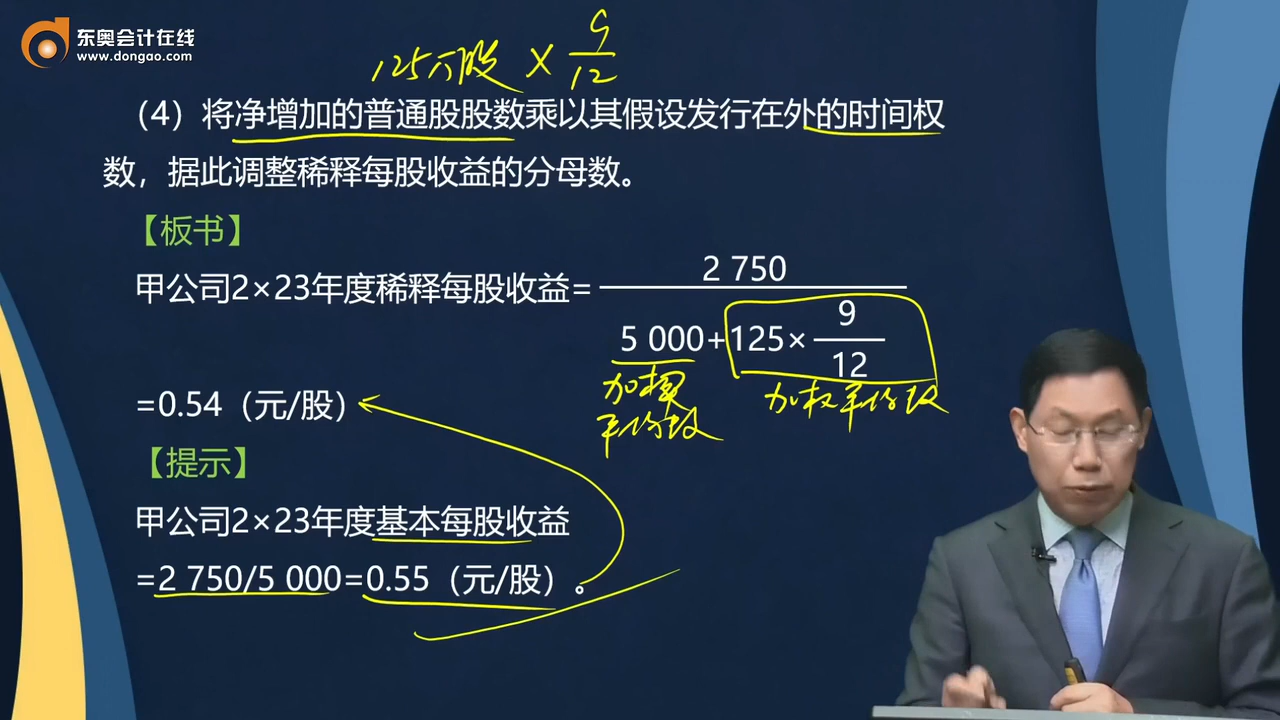 东奥会计在线
www.dongao.com
125万股 × 9/12
（4）将净增加的普通股股数乘以其假设发行在外的时间权
数，据此调整稀释每股收益的分母数。
【板书】
甲公司2×23年度稀释每股收益=
2 750
5 000+125×
9
12
加权
平均数
加权平均数
=0.54（元/股）
【提示】
甲公司2×23年度基本每股收益
=2 750/5 000=0.55（元/股）。